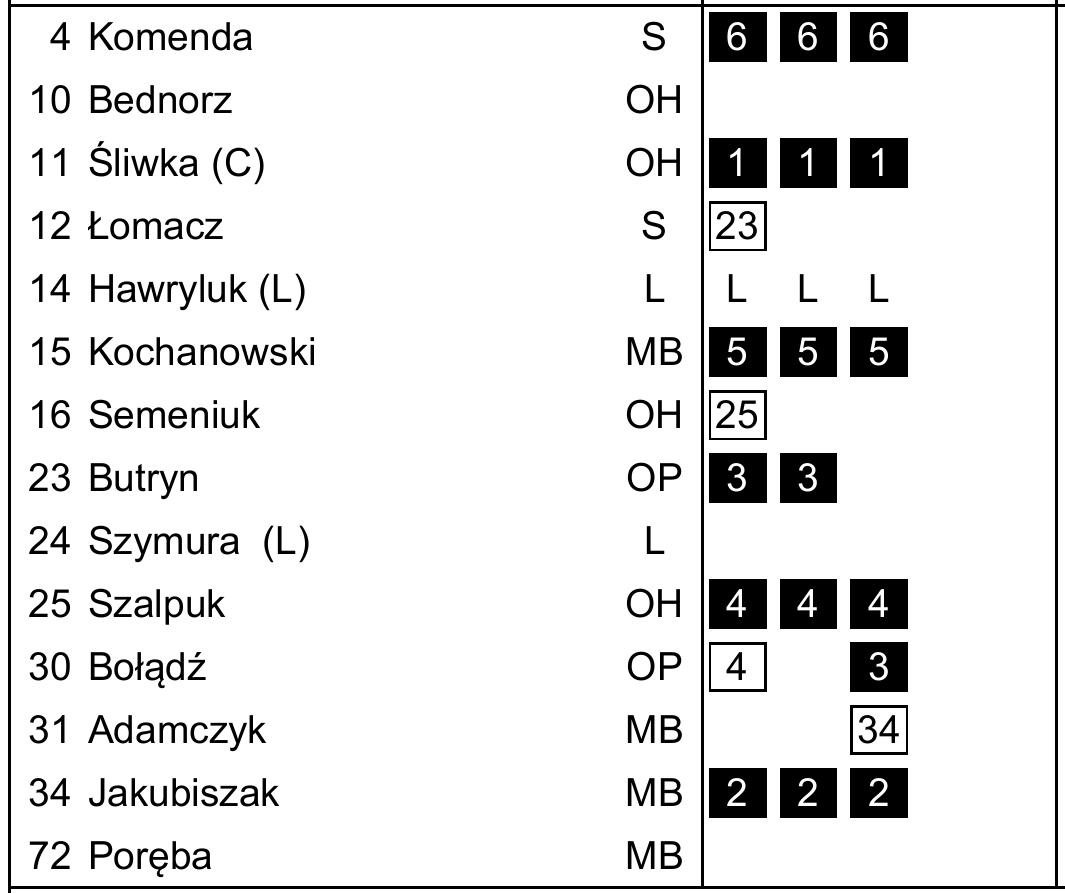 4 Komenda S 6 6 6
10 Bednorz OH
11 Śliwka (C) OH 1 1 1
12 Łomacz S 23
14 Hawryluk (L) L L L L
15 Kochanowski MB 5 5 5
16 Semeniuk OH 25
23 Butryn OP 3 3
24 Szymura (L) L
25 Szalpuk OH 4 4 4
30 Bołądź OP 4 3
31 Adamczyk MB 34
34 Jakubiszak MB 2 2 2
72 Poręba MB